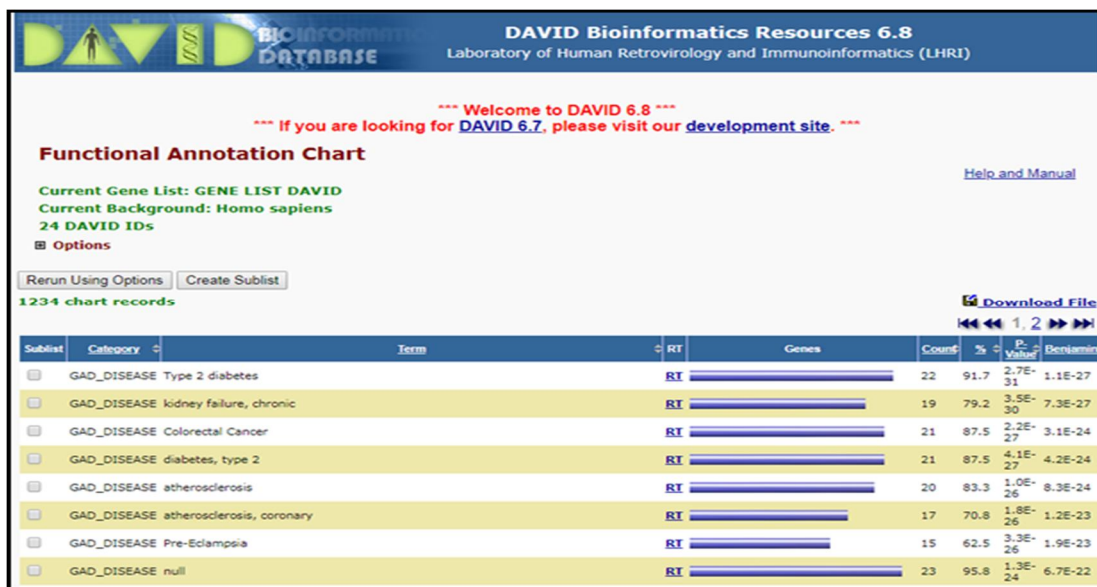 DAVID BIOINFORMATICS DATABASE
DAVID Bioinformatics Resources 6.8
Laboratory of Human Retrovirology and Immunoinformatics (LHRI)
*** Welcome to DAVID 6.8 ***
*** If you are looking for DAVID 6.7, please visit our development site. ***
Functional Annotation Chart
Help and Manual
Current Gene List: GENE LIST DAVID
Current Background: Homo sapiens
24 DAVID IDs
Options
Rerun Using Options Create Sublist
1234 chart records
Download File
1, 2
Sublist Category Term RT Genes Count % P-Value Benjamin
GAD_DISEASE Type 2 diabetes RT 22 91.7 2.7E-31 1.1E-27
GAD_DISEASE kidney failure, chronic RT 19 79.2 3.5E-30 7.3E-27
GAD_DISEASE Colorectal Cancer RT 21 87.5 2.2E-27 3.1E-24
GAD_DISEASE diabetes, type 2 RT 21 87.5 4.1E-27 4.2E-24
GAD_DISEASE atherosclerosis RT 20 83.3 1.0E-26 8.3E-24
GAD_DISEASE atherosclerosis, coronary RT 17 70.8 1.8E-26 1.2E-23
GAD_DISEASE Pre-Eclampsia RT 15 62.5 3.3E-26 1.9E-23
GAD_DISEASE null RT 23 95.8 1.3E-24 6.7E-22